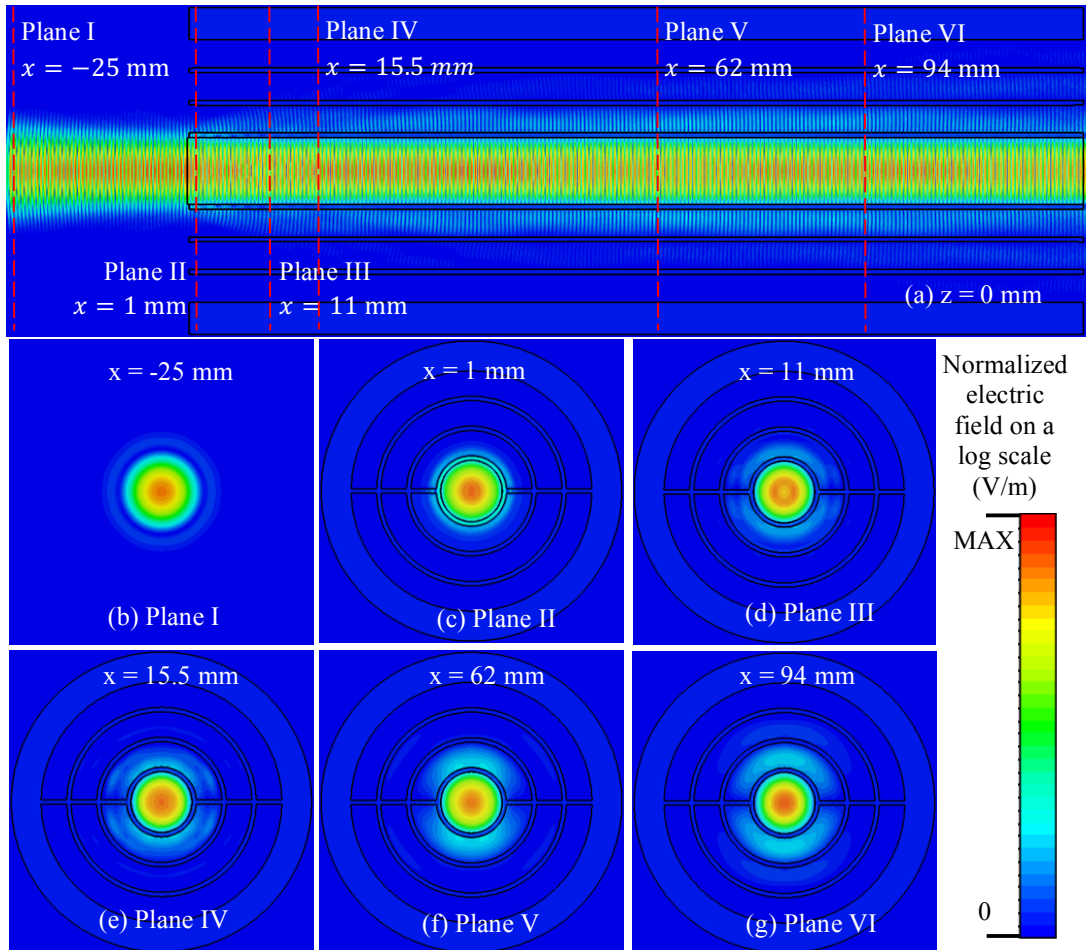 Plane I
x = −25 mm
Plane IV
x = 15.5 mm
Plane V
x = 62 mm
Plane VI
x = 94 mm
Plane II
x = 1 mm
Plane III
x = 11 mm
(a) z = 0 mm
x = -25 mm
(b) Plane I
x = 1 mm
(c) Plane II
x = 11 mm
(d) Plane III
x = 15.5 mm
(e) Plane IV
x = 62 mm
(f) Plane V
x = 94 mm
(g) Plane VI
Normalized
electric
field on a
log scale
(V/m)
MAX
0